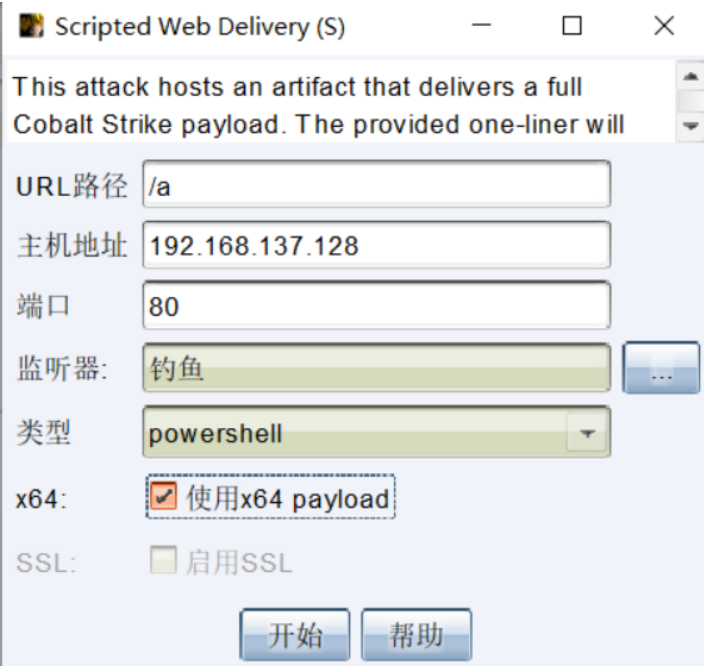 Scripted Web Delivery (S)
This attack hosts an artifact that delivers a full
Cobalt Strike payload. The provided one-liner will
URL路径 /a
主机地址 192.168.137.128
端口 80
监听器: 钓鱼 ...
类型 powershell
x64: 使用x64 payload
SSL: 启用SSL
开始 帮助